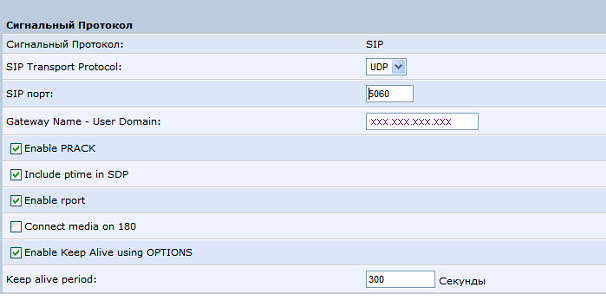 Сигнальный Протокол
Сигнальный Протокол: SIP
SIP Transport Protocol: UDP
SIP порт: 5060
Gateway Name - User Domain: xxx.xxx.xxx.xxx
Enable PRACK
Include ptime in SDP
Enable rport
Connect media on 180
Enable Keep Alive using OPTIONS
Keep alive period: 300 Секунды